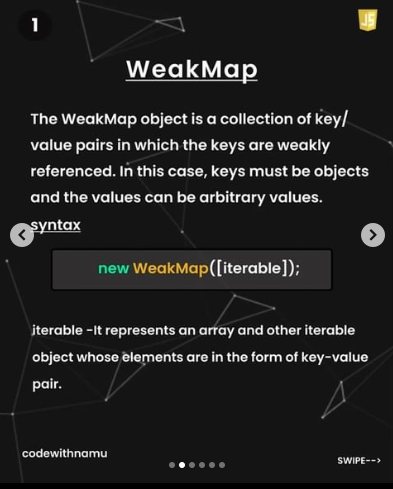 1
JS
WeakMap
The WeakMap object is a collection of key/
value pairs in which the keys are weakly
referenced. In this case, keys must be objects
and the values can be arbitrary values.
syntax
new WeakMap([iterable]);
iterable -It represents an array and other iterable
object whose elements are in the form of key-value
pair.
codewithnamu
SWIPE-->